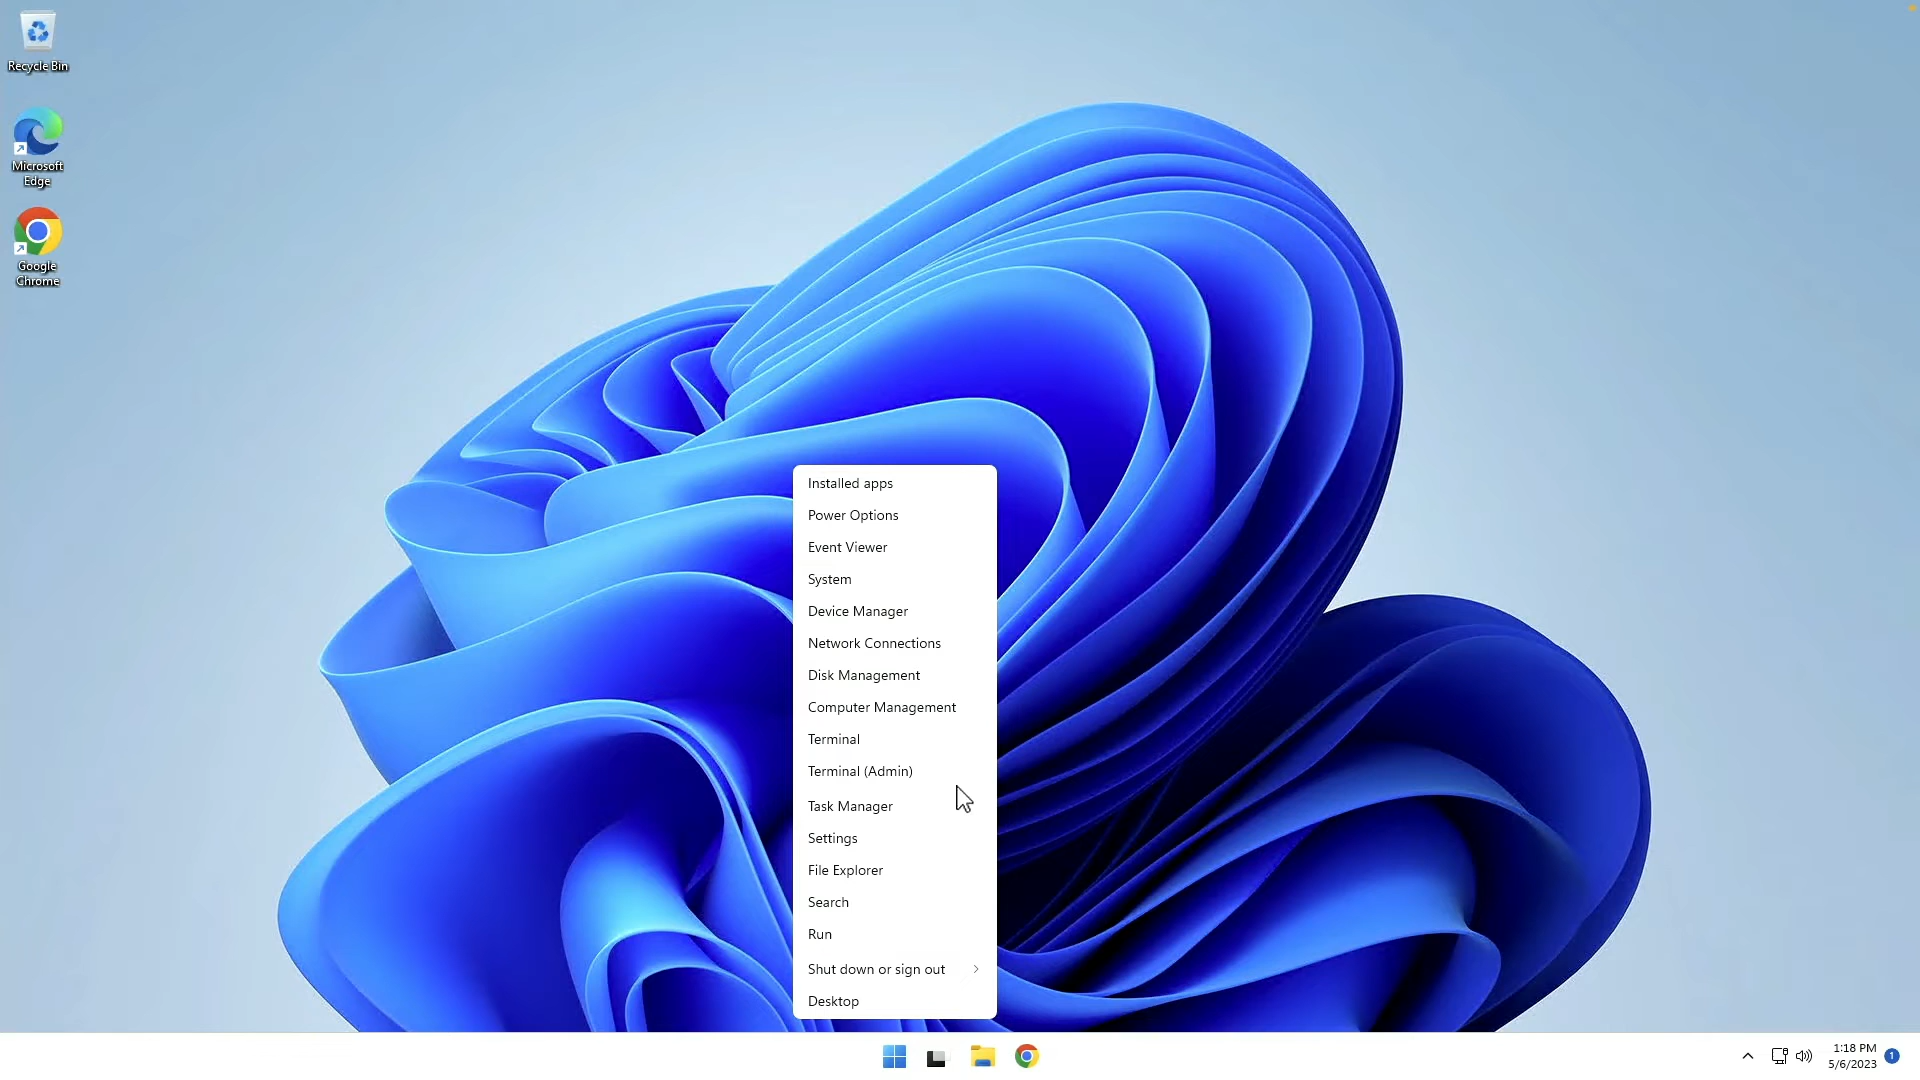 Recycle Bin
Microsoft
Edge
Google
Chrome
Installed apps
Power Options
Event Viewer
System
Device Manager
Network Connections
Disk Management
Computer Management
Terminal
Terminal (Admin)
Task Manager
Settings
File Explorer
Search
Run
Shut down or sign out
Desktop
1:18 PM
5/6/2023
1